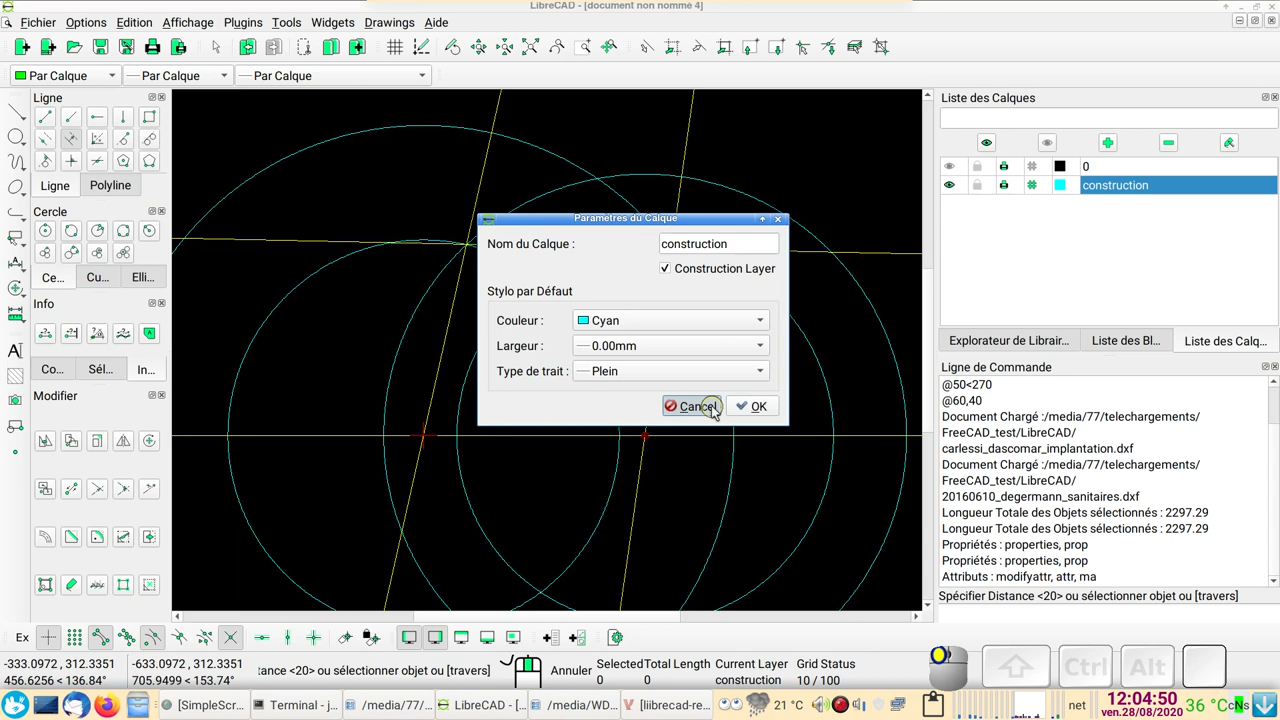 LibreCAD - [document non nommé 4]
Fichier Options Edition Affichage Plugins Tools Widgets Drawings Aide
Par Calque Par Calque Par Calque
Ligne
Ligne Polyline
Cercle
Ce... Cu... Elli...
Info
Co... Sél... In...
Modifier
Paramètres du Calque
Nom du Calque : construction
Construction Layer
Stylo par Défaut
Couleur : Cyan
Largeur : 0.00mm
Type de trait : Plein
Cancel OK
Liste des Calques
0
construction
Explorateur de Librair... Liste des Bl... Liste des Calq...
Ligne de Commande
@50<270
@60,40
Document Chargé :/media/77/telechargements/
FreeCAD_test/LibreCAD/
carlessi_dascomar_implantation.dxf
Document Chargé :/media/77/telechargements/
FreeCAD_test/LibreCAD/
20160610_degermann_sanitaires.dxf
Longueur Totale des Objets sélectionnés : 2297.29
Longueur Totale des Objets sélectionnés : 2297.29
Propriétés : properties, prop
Propriétés : properties, prop
Attributs : modifyattr, attr, ma
Spécifier Distance <20> ou sélectionner objet ou [travers]
Ex
-333.0972 , 312.3351 -633.0972 , 312.3351 tance <20> ou sélectionner objet ou [travers] Annuler Selected Total Length Current Layer Grid Status
456.6256 < 136.84° 705.9499 < 153.74° 0 0 construction 10 / 100
Ctrl Alt
[SimpleScr... Terminal - j... /media/77/... LibreCAD - [... /media/WD... [liibrecad-re... 21 °C net 12:04:50 ven.28/08/2020 36 °C